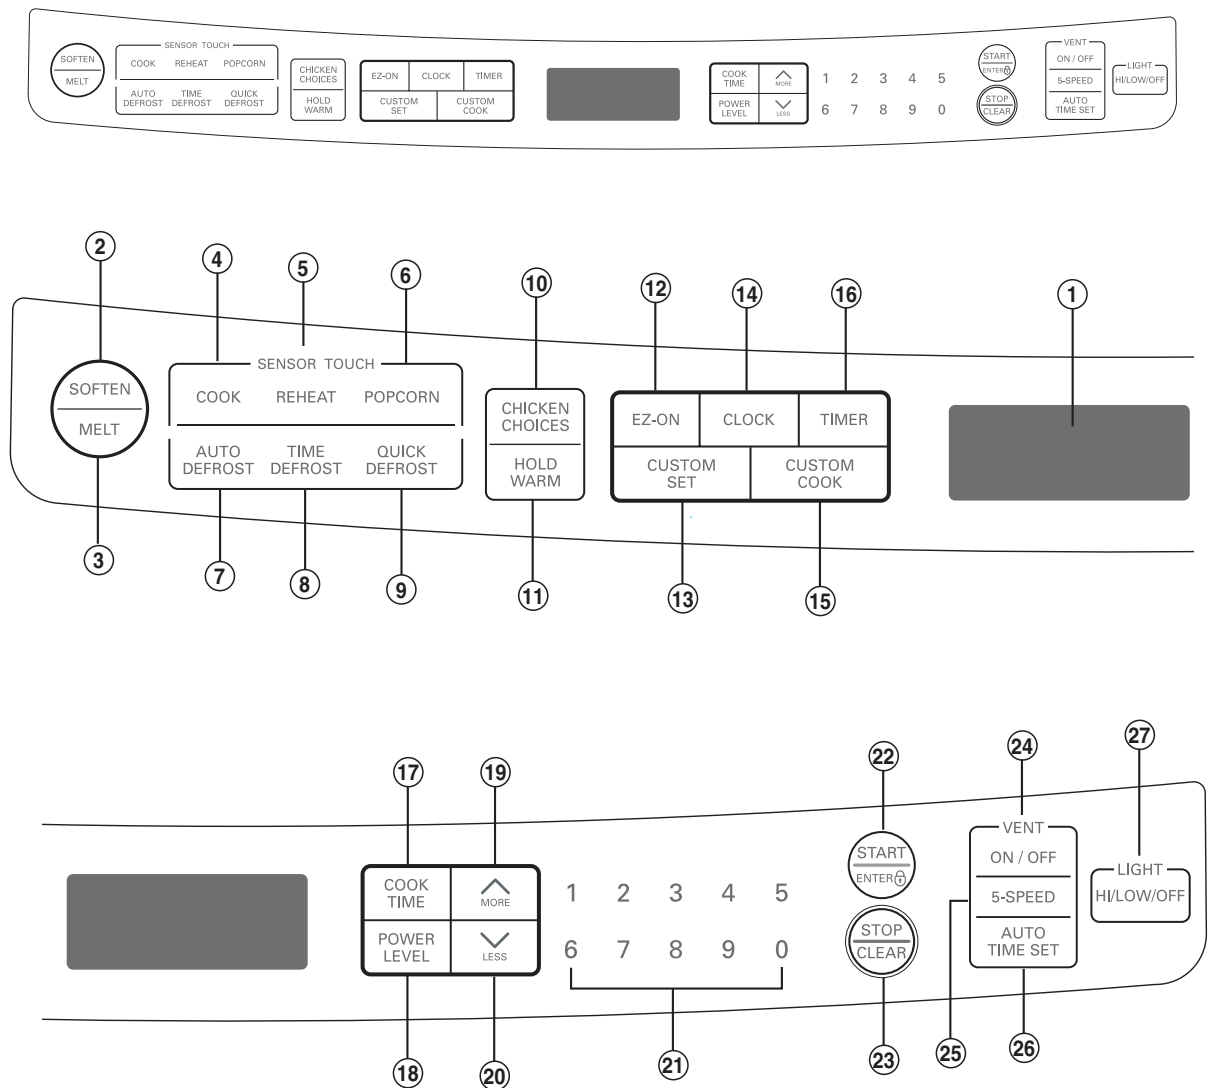 SENSOR TOUCH
SOFTEN
MELT
COOK REHEAT POPCORN
AUTO DEFROST TIME DEFROST QUICK DEFROST
CHICKEN CHOICES
HOLD WARM
EZ-ON CLOCK TIMER
CUSTOM SET CUSTOM COOK
COOK TIME MORE
POWER LEVEL LESS
1 2 3 4 5
6 7 8 9 0
START
ENTER
STOP
CLEAR
VENT
ON / OFF
5-SPEED
AUTO TIME SET
LIGHT
HI/LOW/OFF
2
4
5
6
10
12
14
16
1
SENSOR TOUCH
SOFTEN
MELT
COOK REHEAT POPCORN
AUTO DEFROST TIME DEFROST QUICK DEFROST
CHICKEN CHOICES
HOLD WARM
EZ-ON CLOCK TIMER
CUSTOM SET CUSTOM COOK
3
7
8
9
11
13
15
17
19
22
24
27
COOK TIME MORE
POWER LEVEL LESS
1 2 3 4 5
6 7 8 9 0
START
ENTER
STOP
CLEAR
VENT
ON / OFF
5-SPEED
AUTO TIME SET
LIGHT
HI/LOW/OFF
18
20
21
23
25
26